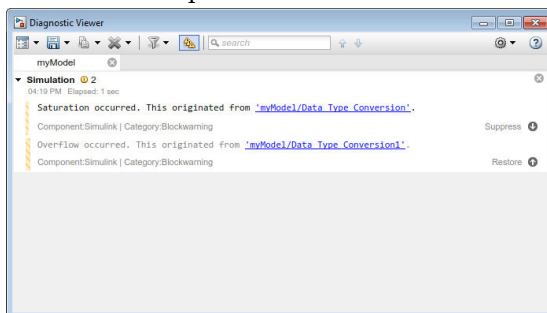 Diagnostic Viewer
search
myModel
Simulation 2
04:19 PM Elapsed: 1 sec
Saturation occurred. This originated from 'myModel/Data Type Conversion'.
Component:Simulink | Category:Blockwarning
Suppress
Overflow occurred. This originated from 'myModel/Data Type Conversion1'.
Component:Simulink | Category:Blockwarning
Restore